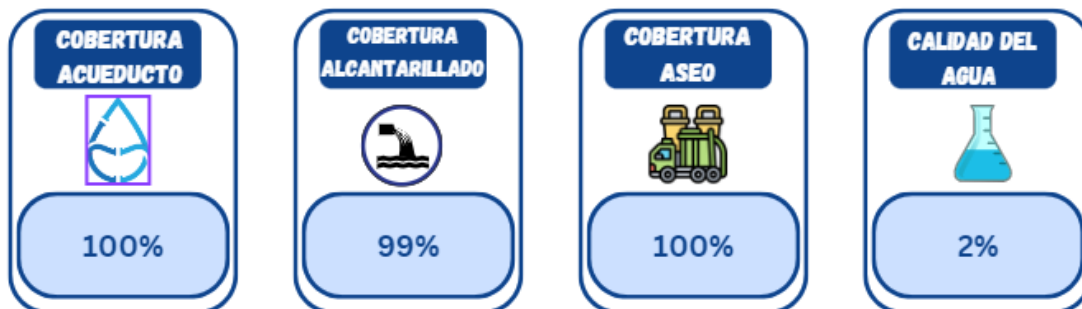 COBERTURA
ACUEDUCTO
100%
COBERTURA
ALCANTARILLADO
99%
COBERTURA
ASEO
100%
CALIDAD DEL
AGUA
2%